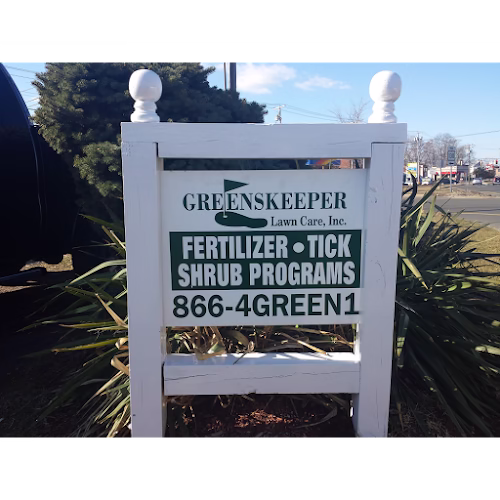 GREENSKEEPER
Lawn Care, Inc.
FERTILIZER • TICK
SHRUB PROGRAMS
866-4GREEN1